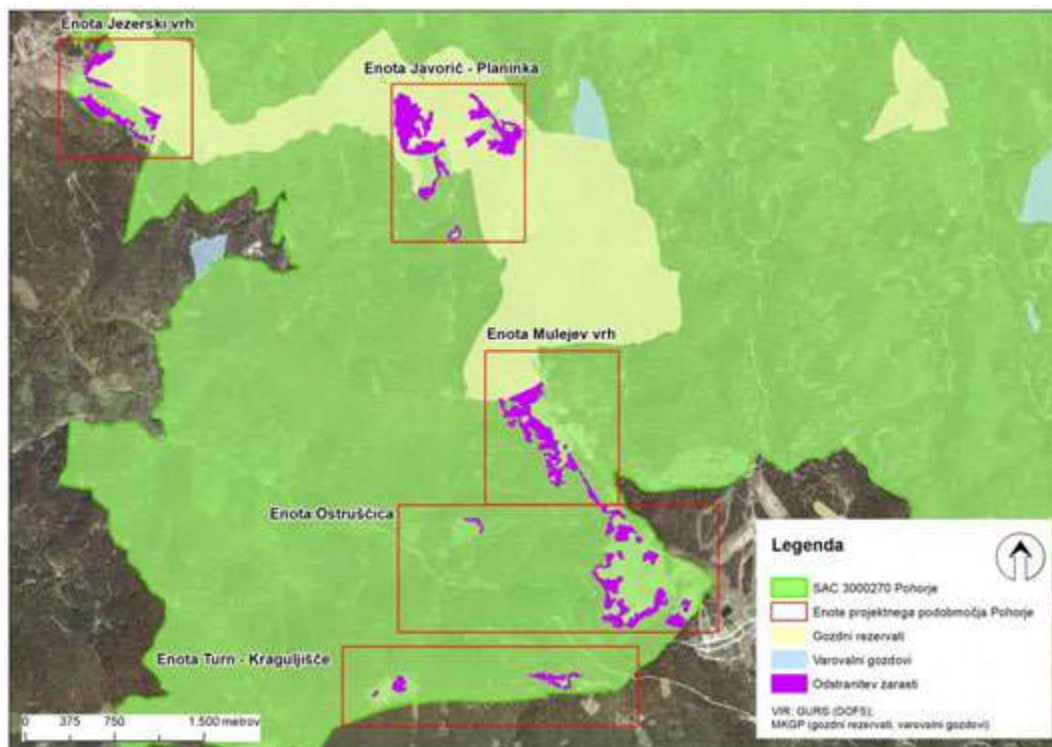 Enota Jezerski vrh
Enota Javorič - Planinka
Enota Mulejev vrh
Enota Ostruščica
Enota Turn - Kraguljišče
0 375 750 1.500 metrov
Legenda
SAC 3000270 Pohorje
Enote projektnega podobmočja Pohorje
Gozdni rezervati
Varovalni gozdovi
Odstranitev zarasti
VIR: GURS (DOF5);
MKGP (gozdni rezervati, varovalni gozdovi)